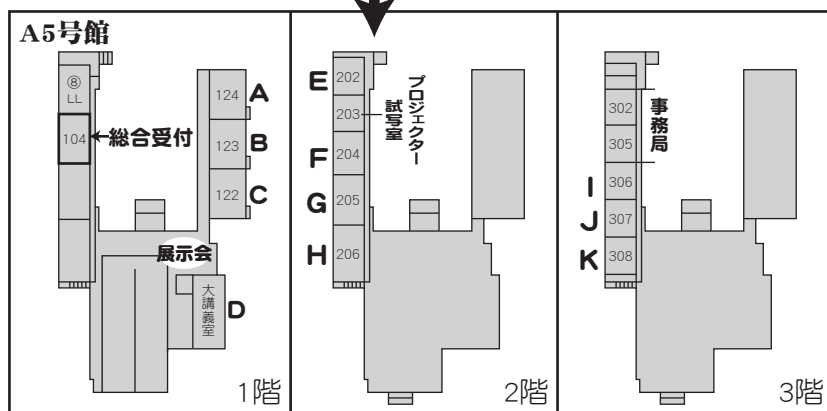 A5号館
⑧
LL
104
総合受付
124
A
123
B
122
C
展示会
大講義室
D
1階
E
202
203
プロジェクター
試写室
F
204
G
205
H
206
2階
302
305
事務局
I
306
J
307
K
308
3階